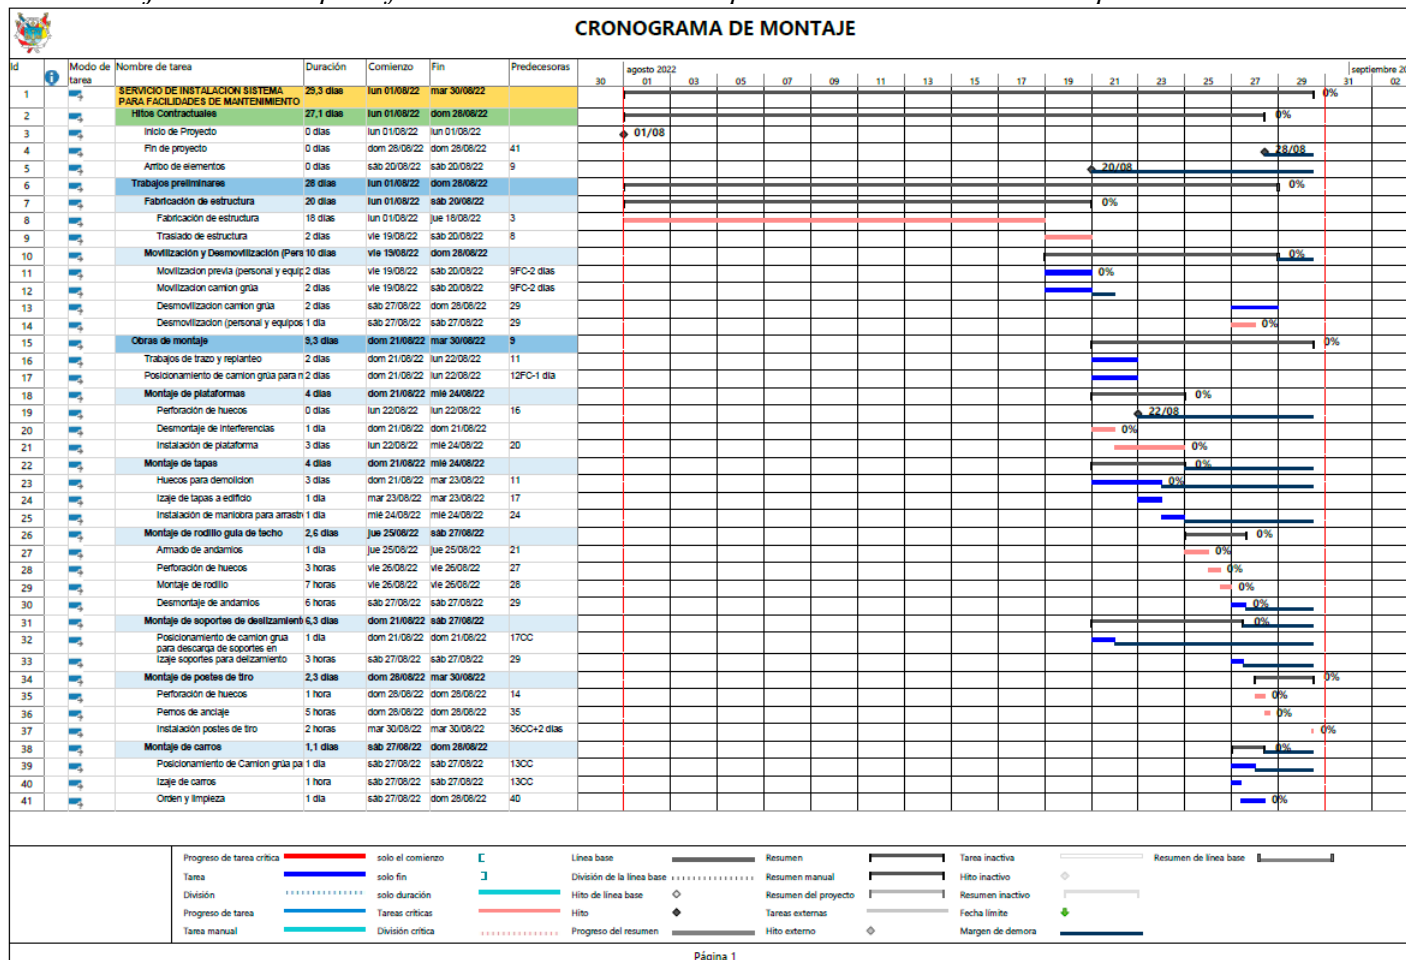 CRONOGRAMA DE MONTAJE
Id Modo de tarea Nombre de tarea Duración Comienzo Fin Predecesoras
agosto 2022 septiembre 20
30 01 03 05 07 09 11 13 15 17 19 21 23 25 27 29 31 02
1 SERVICIO DE INSTALACION SISTEMA PARA FACILIDADES DE MANTENIMIENTO 29,3 días lun 01/08/22 mar 30/08/22 0%
2 Hitos Contractuales 27,1 días lun 01/08/22 dom 28/08/22 0%
3 Inicio de Proyecto 0 días lun 01/08/22 lun 01/08/22 01/08
4 Fin de proyecto 0 días dom 28/08/22 dom 28/08/22 41 28/08
5 Arribo de elementos 0 días sáb 20/08/22 sáb 20/08/22 9 20/08
6 Trabajos preliminares 28 días lun 01/08/22 dom 28/08/22 0%
7 Fabricación de estructura 20 días lun 01/08/22 sáb 20/08/22 0%
8 Fabricación de estructura 18 días lun 01/08/22 jue 18/08/22 3
9 Traslado de estructura 2 días vie 19/08/22 sáb 20/08/22 8
10 Movilización y Desmovilización (Pers 10 días vie 19/08/22 dom 28/08/22 0%
11 Movilizacion previa (personal y equip 2 días vie 19/08/22 sáb 20/08/22 9FC-2 días 0%
12 Movilizacion camion grúa 2 días vie 19/08/22 sáb 20/08/22 9FC-2 días
13 Desmovilizacion camion grúa 2 días sáb 27/08/22 dom 28/08/22 29
14 Desmovilizacion (personal y equipos 1 día sáb 27/08/22 sáb 27/08/22 29 0%
15 Obras de montaje 9,3 días dom 21/08/22 mar 30/08/22 9 0%
16 Trabajos de trazo y replanteo 2 días dom 21/08/22 lun 22/08/22 11
17 Posicionamiento de camion grúa para n 2 días dom 21/08/22 lun 22/08/22 12FC-1 día
18 Montaje de plataformas 4 días dom 21/08/22 mié 24/08/22 0%
19 Perforación de huecos 0 días lun 22/08/22 lun 22/08/22 16 22/08
20 Desmontaje de interferencias 1 día dom 21/08/22 dom 21/08/22 0%
21 Instalación de plataforma 3 días lun 22/08/22 mié 24/08/22 20 0%
22 Montaje de tapas 4 días dom 21/08/22 mié 24/08/22 0%
23 Huecos para demolicion 3 días dom 21/08/22 mar 23/08/22 11 0%
24 Izaje de tapas a edificio 1 día mar 23/08/22 mar 23/08/22 17
25 Instalación de maniobra para arrastr 1 día mié 24/08/22 mié 24/08/22 24
26 Montaje de rodillo guia de techo 2,6 días jue 25/08/22 sáb 27/08/22 0%
27 Armado de andamios 1 día jue 25/08/22 jue 25/08/22 21 0%
28 Perforación de huecos 3 horas vie 26/08/22 vie 26/08/22 27 0%
29 Montaje de rodillo 7 horas vie 26/08/22 vie 26/08/22 28 0%
30 Desmontaje de andamios 6 horas sáb 27/08/22 sáb 27/08/22 29 0%
31 Montaje de soportes de deslizamient 6,3 días dom 21/08/22 sáb 27/08/22 0%
32 Posicionamiento de camion grua para descarga de soportes en 1 día dom 21/08/22 dom 21/08/22 17CC
33 Izaje soportes para delizamiento 3 horas sáb 27/08/22 sáb 27/08/22 29
34 Montaje de postes de tiro 2,3 días dom 28/08/22 mar 30/08/22 0%
35 Perforación de huecos 1 hora dom 28/08/22 dom 28/08/22 14 0%
36 Pernos de anclaje 5 horas dom 28/08/22 dom 28/08/22 35 0%
37 Instalación postes de tiro 2 horas mar 30/08/22 mar 30/08/22 36CC+2 días 0%
38 Montaje de carros 1,1 días sáb 27/08/22 dom 28/08/22 0%
39 Posicionamiento de Camion grúa pa 1 día sáb 27/08/22 sáb 27/08/22 13CC
40 Izaje de carros 1 hora sáb 27/08/22 sáb 27/08/22 13CC
41 Orden y limpieza 1 día sáb 27/08/22 dom 28/08/22 40 0%
Progreso de tarea crítica solo el comienzo Línea base Resumen Tarea inactiva Resumen de línea base
Tarea solo fin División de la línea base Resumen manual Hito inactivo
División solo duración Hito de línea base Resumen del proyecto Resumen inactivo
Progreso de tarea Tareas críticas Hito Tareas externas Fecha límite
Tarea manual División crítica Progreso del resumen Hito externo Margen de demora
Página 1